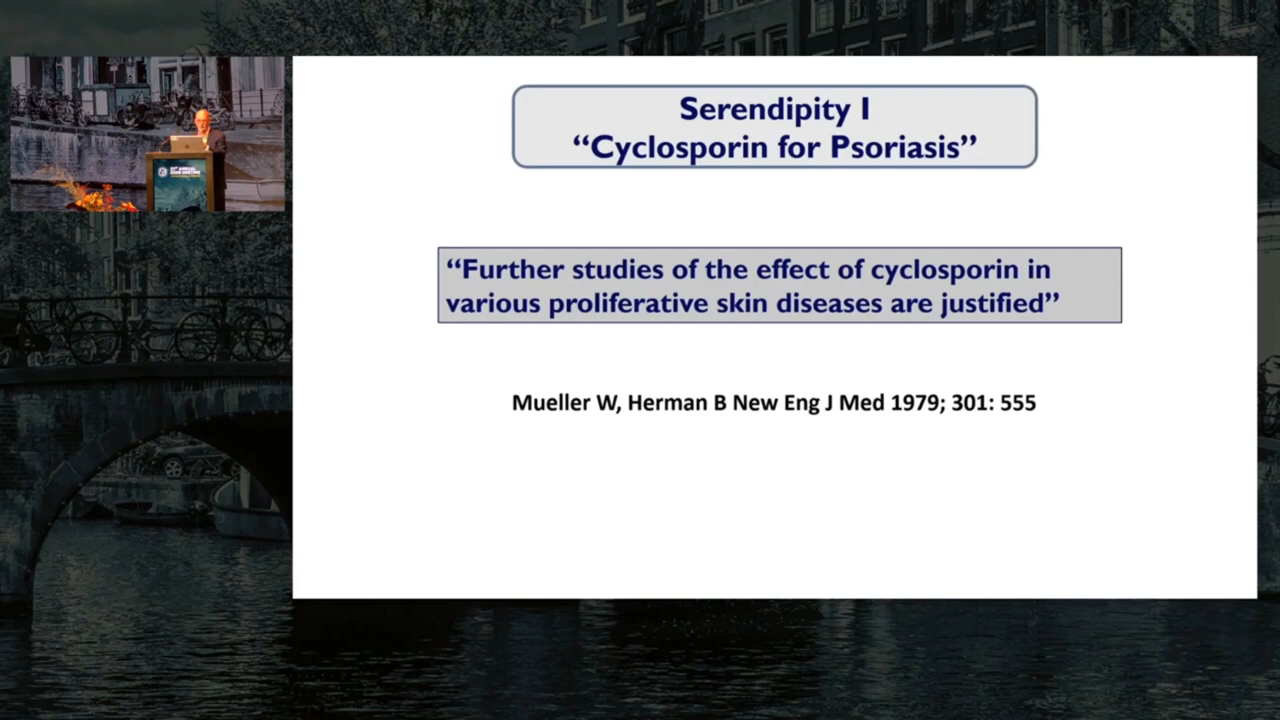 Serendipity I
“Cyclosporin for Psoriasis”
“Further studies of the effect of cyclosporin in
various proliferative skin diseases are justified”
Mueller W, Herman B New Eng J Med 1979; 301: 555